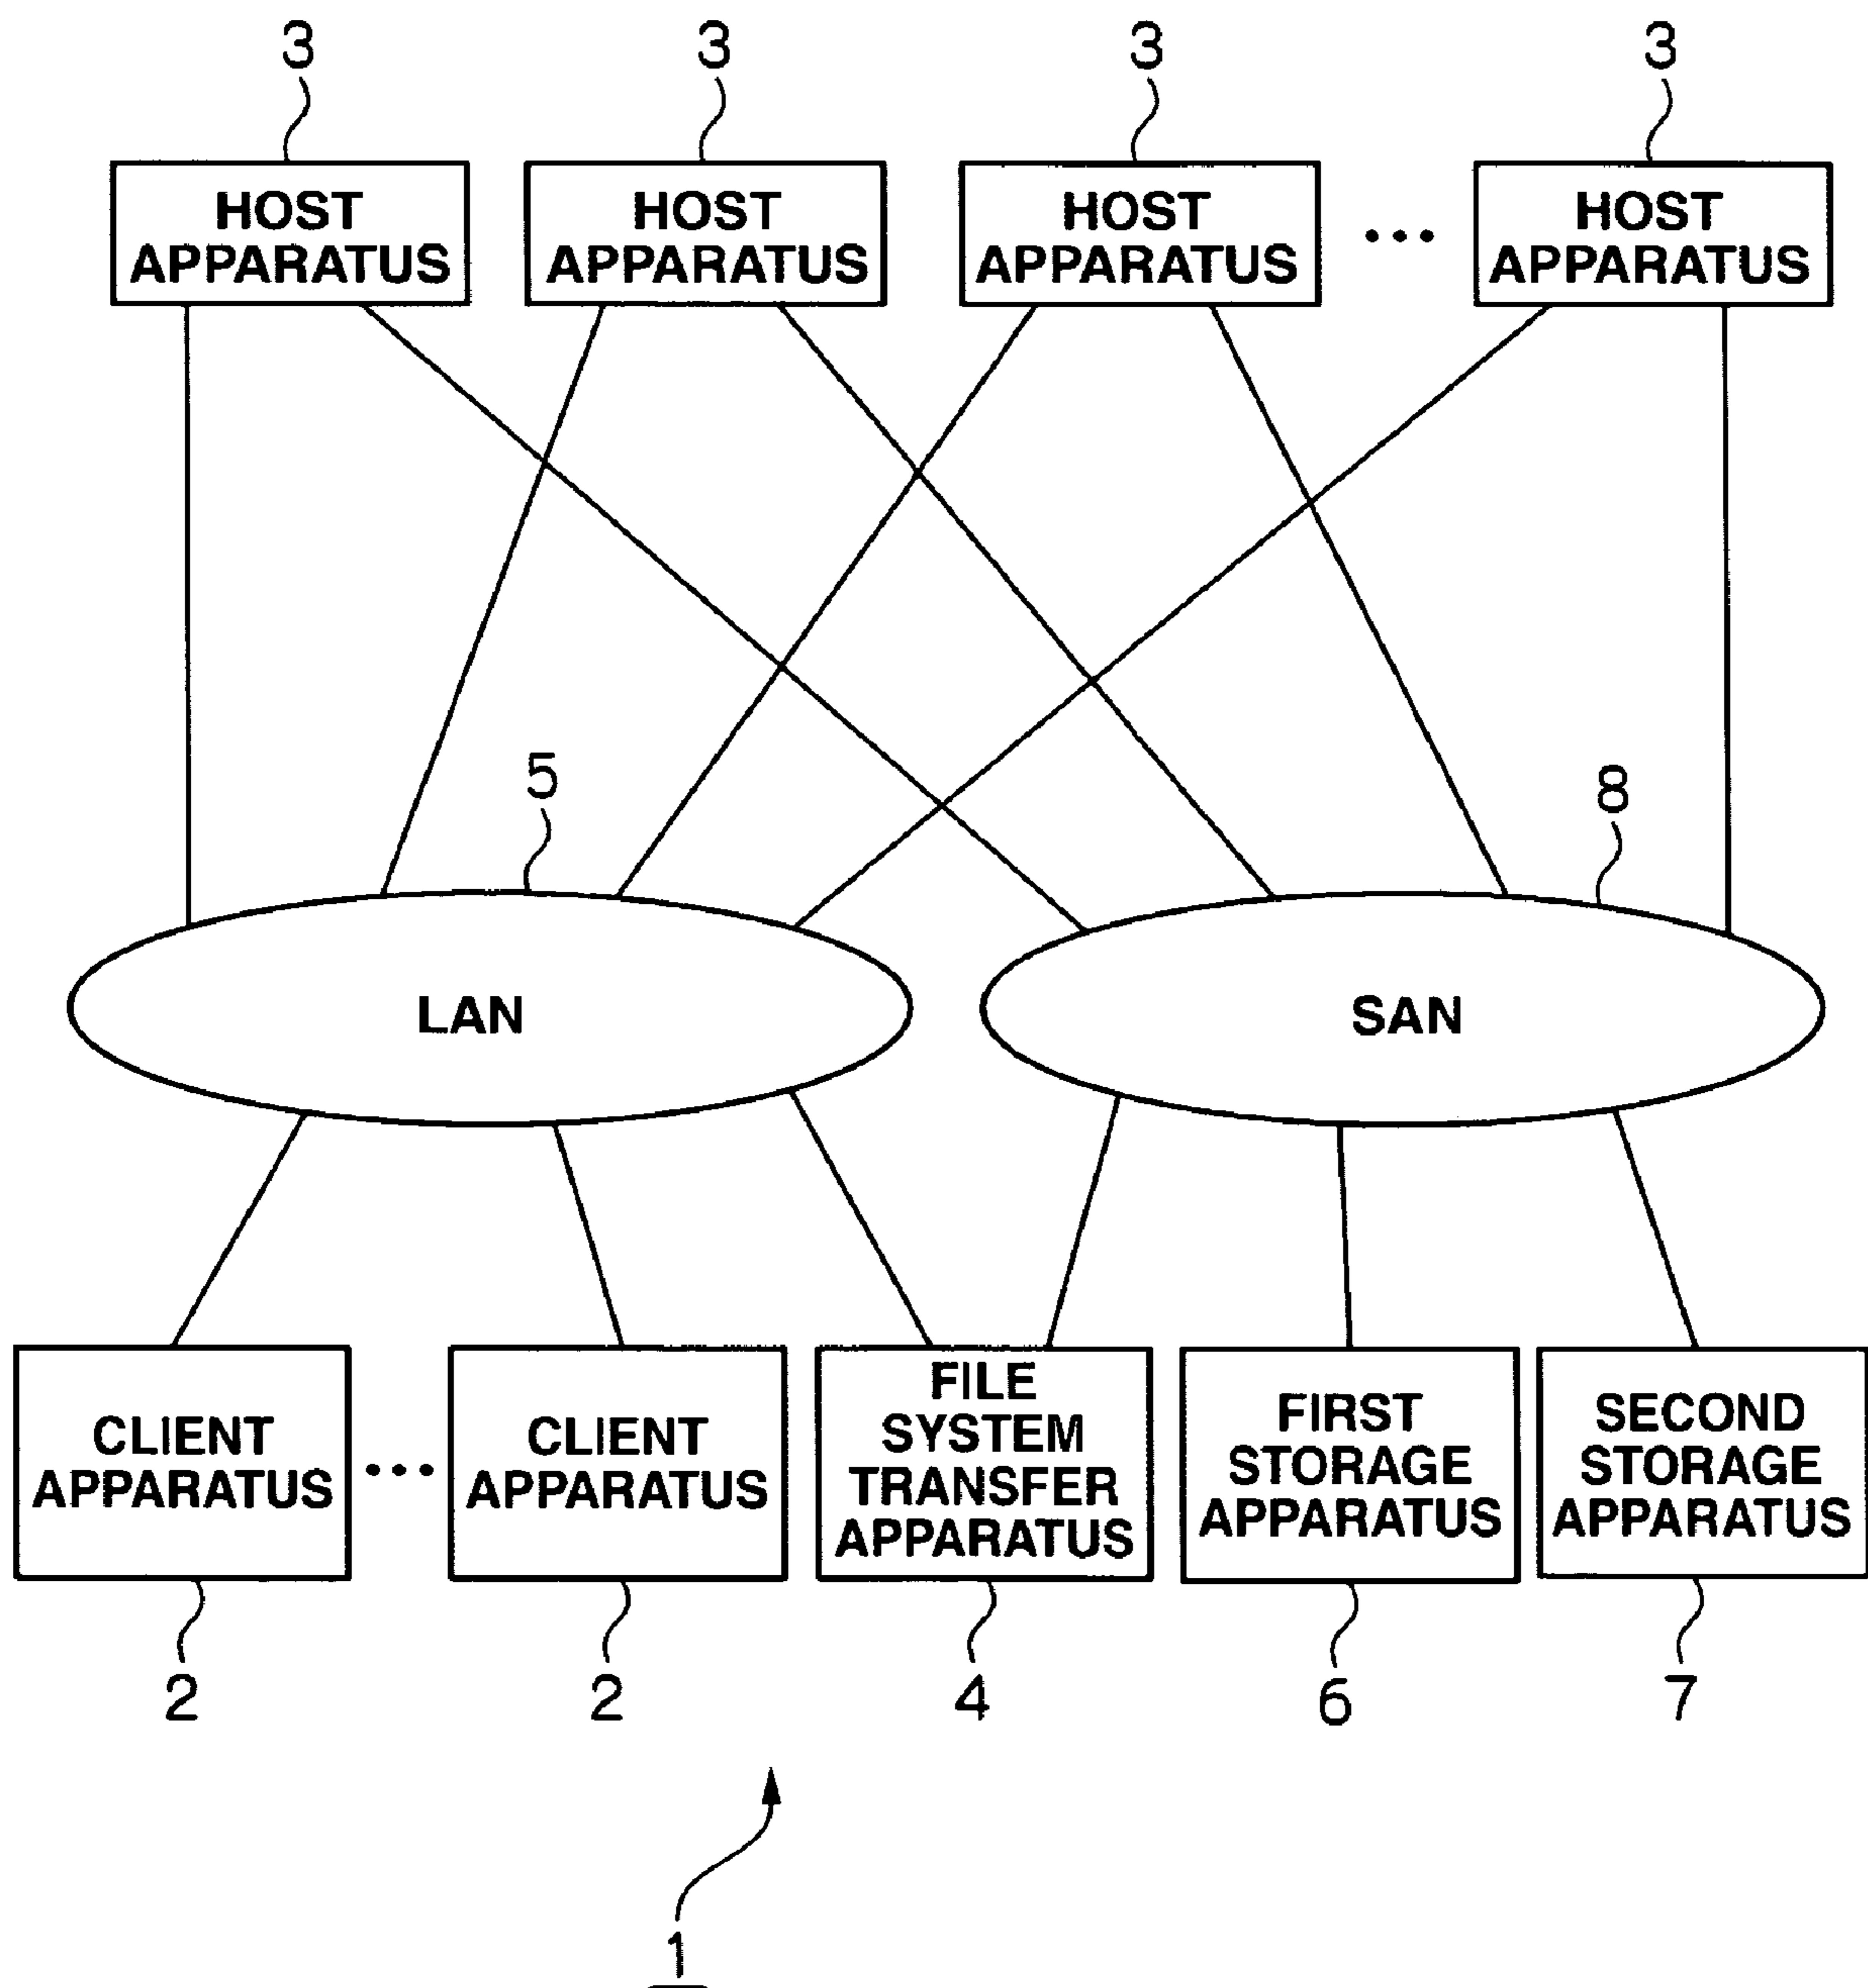 3 3 3 3
HOST APPARATUS
HOST APPARATUS
HOST APPARATUS
...
HOST APPARATUS
5
8
LAN
SAN
CLIENT APPARATUS
...
CLIENT APPARATUS
FILE SYSTEM TRANSFER APPARATUS
FIRST STORAGE APPARATUS
SECOND STORAGE APPARATUS
2 2 4 6 7
1